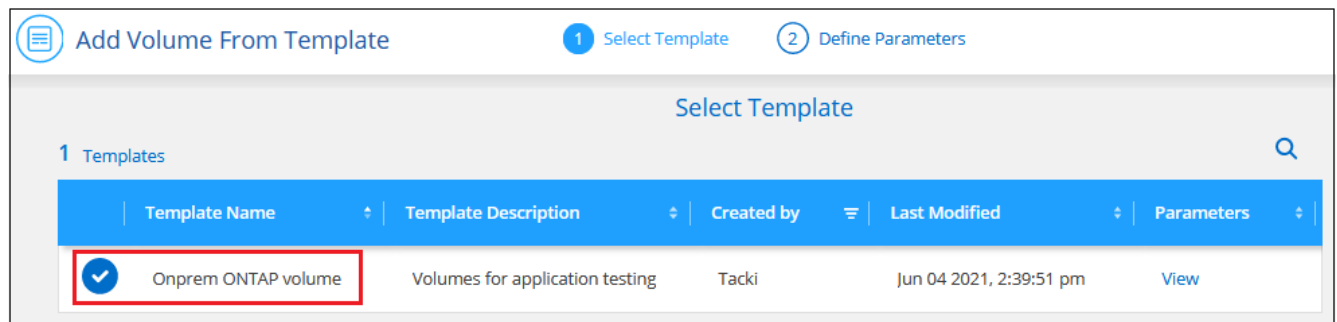 Add Volume From Template
1 Select Template
2 Define Parameters
Select Template
1 Templates
Template Name Template Description Created by Last Modified Parameters
Onprem ONTAP volume Volumes for application testing Tacki Jun 04 2021, 2:39:51 pm View